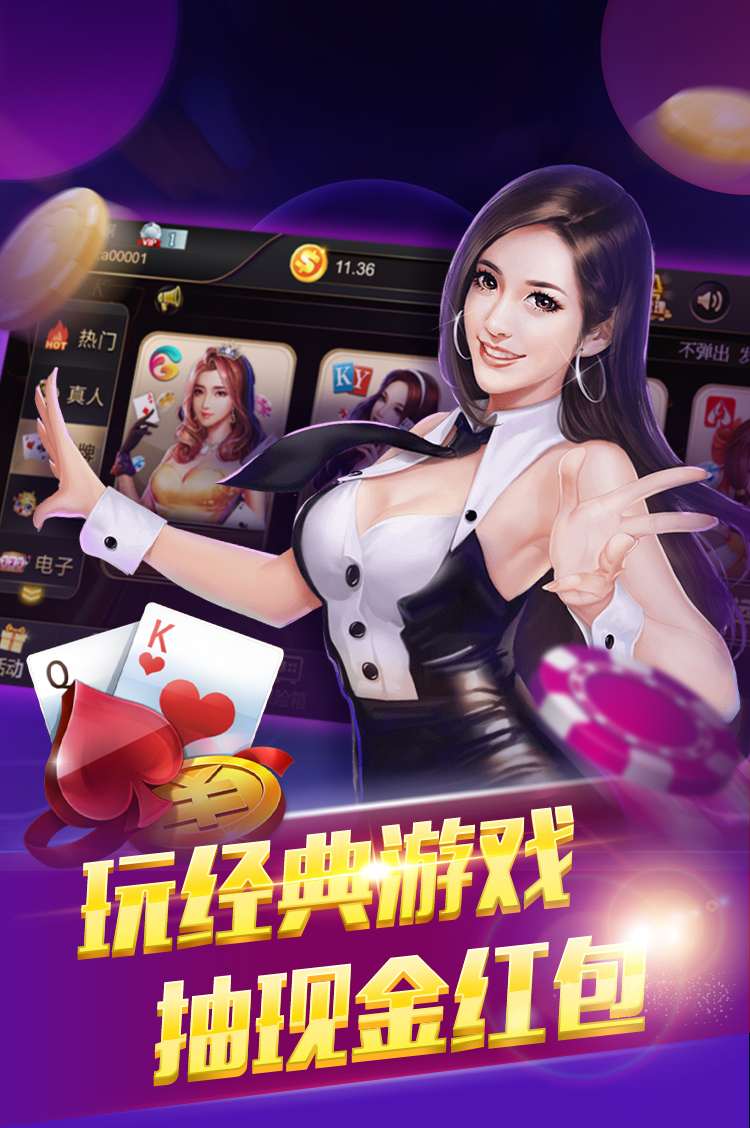 VIP 1
a00001
11.36
HOT 热门
真人
KY
不弹出
牌
电子
活动
Q
K
玩经典游戏
抽现金红包